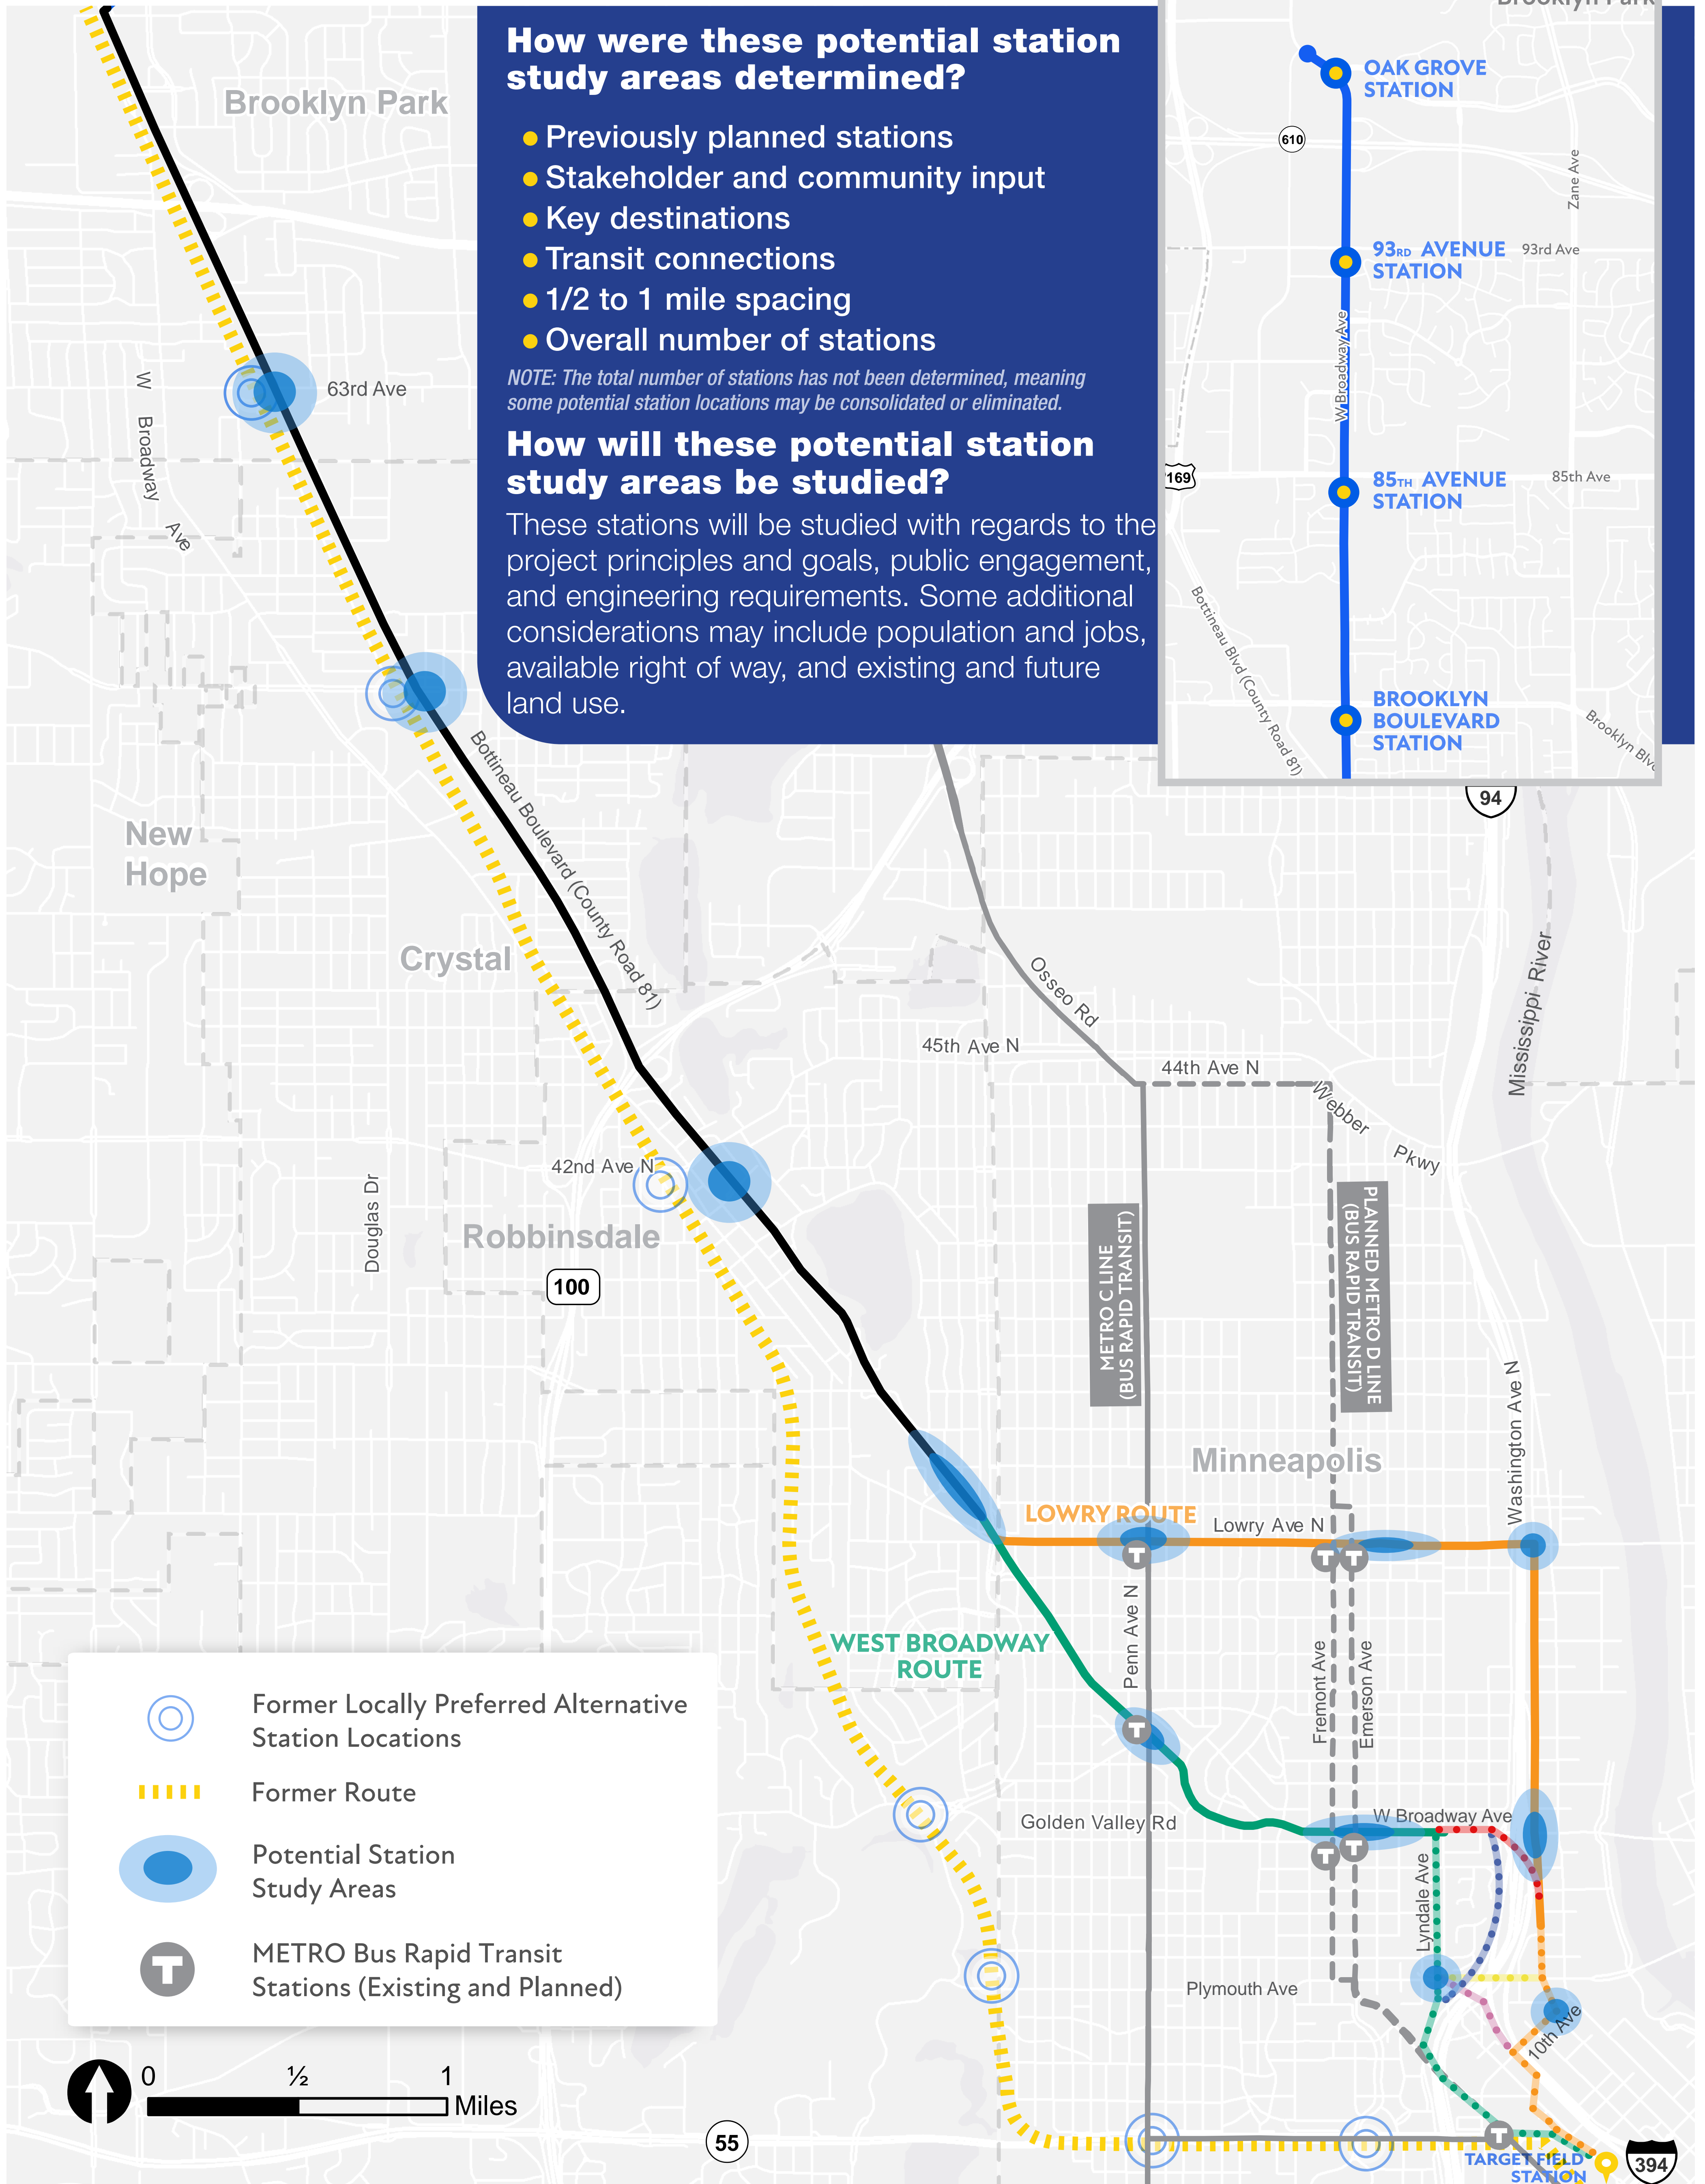 How were these potential station
study areas determined?
Previously planned stations
Stakeholder and community input
Key destinations
Transit connections
1/2 to 1 mile spacing
Overall number of stations
NOTE: The total number of stations has not been determined, meaning
some potential station locations may be consolidated or eliminated.
How will these potential station
study areas be studied?
These stations will be studied with regards to the
project principles and goals, public engagement,
and engineering requirements. Some additional
considerations may include population and jobs,
available right of way, and existing and future
land use.
Brooklyn Park
OAK GROVE
STATION
610
Zane Ave
93RD AVENUE
STATION
93rd Ave
W Broadway Ave
169
85TH AVENUE
STATION
85th Ave
Bottineau Blvd (County Road 81)
BROOKLYN
BOULEVARD
STATION
Brooklyn Blvd
Brooklyn Park
63rd Ave
W Broadway Ave
Bottineau Boulevard (County Road 81)
New
Hope
Crystal
94
Mississippi River
Osseo Rd
45th Ave N
44th Ave N
Webber Pkwy
42nd Ave N
Douglas Dr
Robbinsdale
100
METRO C LINE
(BUS RAPID TRANSIT)
PLANNED METRO D LINE
(BUS RAPID TRANSIT)
Washington Ave N
Minneapolis
LOWRY ROUTE
Lowry Ave N
T
T
T
Penn Ave N
WEST BROADWAY
ROUTE
Fremont Ave
Emerson Ave
T
Golden Valley Rd
W Broadway Ave
T
T
Lyndale Ave
Plymouth Ave
10th Ave
T
TARGET FIELD
STATION
394
55
Former Locally Preferred Alternative
Station Locations
Former Route
Potential Station
Study Areas
T
METRO Bus Rapid Transit
Stations (Existing and Planned)
0 ½ 1
Miles